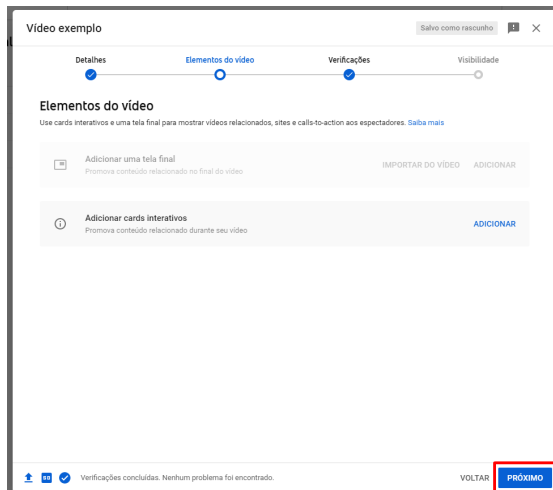 Vídeo exemplo
Salvo como rascunho
Detalhes
Elementos do vídeo
Verificações
Visibilidade
Elementos do vídeo
Use cards interativos e uma tela final para mostrar vídeos relacionados, sites e calls-to-action aos espectadores. Saiba mais
Adicionar uma tela final
IMPORTAR DO VÍDEO
ADICIONAR
Promova conteúdo relacionado no final do vídeo
Adicionar cards interativos
ADICIONAR
Promova conteúdo relacionado durante seu vídeo
Verificações concluídas. Nenhum problema foi encontrado.
VOLTAR
PRÓXIMO